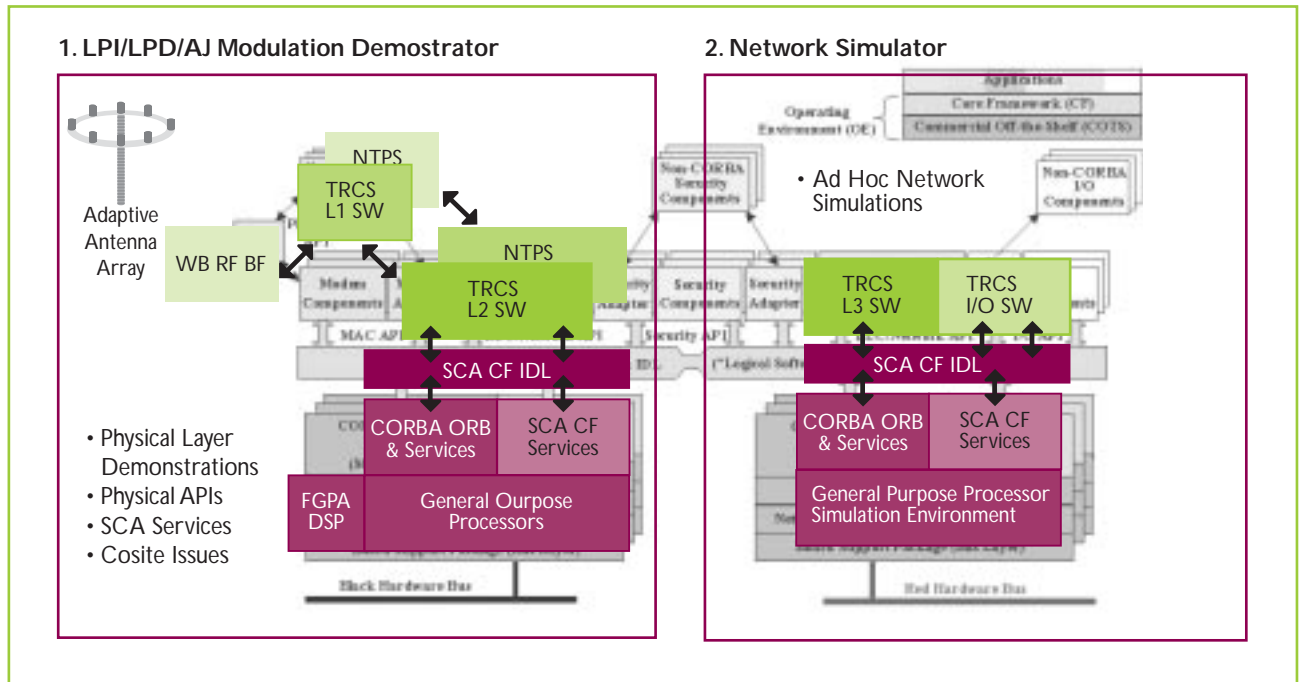 1. LPI/LPD/AJ Modulation Demostrator
2. Network Simulator
Adaptive
Antenna
Array
NTPS
TRCS
L1 SW
WB RF BF
NTPS
TRCS
L2 SW
Modem
Components
MAC API
SCA CF IDL
CORBA ORB
& Services
SCA CF
Services
FGPA
DSP
General Ourpose
Processors
• Physical Layer
Demonstrations
• Physical APIs
• SCA Services
• Cosite Issues
Black Hardware Bus
Non-CORBA
Security
Components
Security
Components
Security
Adapter
Security API
Applications
Core Framework (CF)
Commercial Off-the-Shelf (COTS)
Operating
Environment (OE)
• Ad Hoc Network
Simulations
Non-CORBA
I/O
Components
TRCS
L3 SW
TRCS
I/O SW
SCA CF IDL
CORBA ORB
& Services
SCA CF
Services
General Purpose Processor
Simulation Environment
Red Hardware Bus